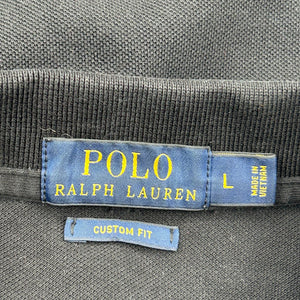 POLO
RALPH LAUREN
L
MADE IN
VIETNAM
CUSTOM FIT